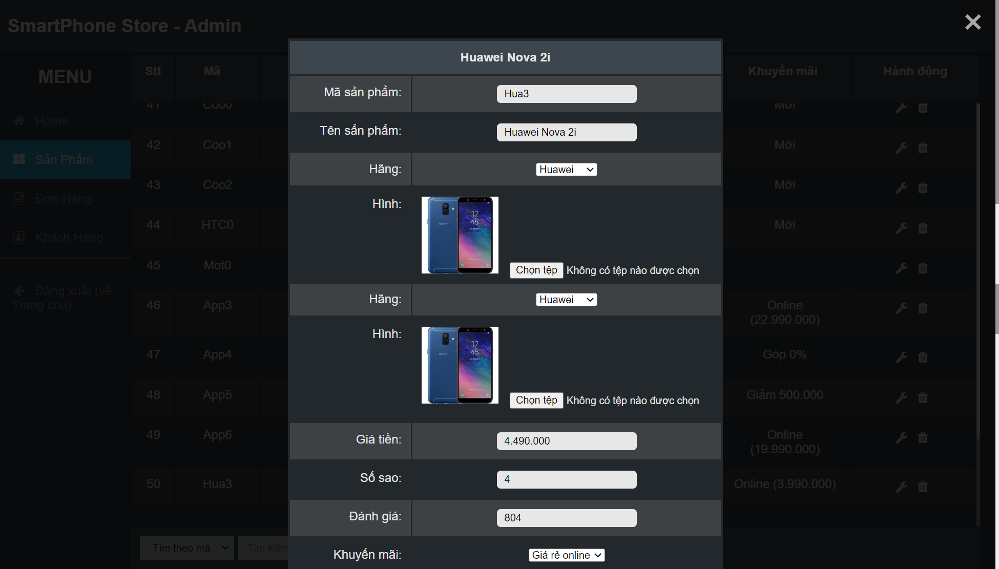 SmartPhone Store - Admin
MENU
Home
Sản Phẩm
Đơn Hàng
Khách Hàng
Đăng xuất (về
Trang chủ)
Stt Mã Khuyến mãi Hành động
41 Coo0 Mới
42 Coo1 Mới
43 Coo2 Mới
44 HTC0 Mới
45 Mot0
46 App3 Online
(22.990.000)
47 App4 Góp 0%
48 App5 Giảm 500.000
49 App6 Online
(19.990.000)
50 Hua3 Online (3.990.000)
Tìm theo mã Tìm kiếm
Huawei Nova 2i
Mã sản phẩm: Hua3
Tên sẩn phẩm: Huawei Nova 2i
Hãng: Huawei
Hình:
12
45
SAMSUNG
Chọn tệp Không có tệp nào được chọn
Hãng: Huawei
Hình:
12
45
SAMSUNG
Chọn tệp Không có tệp nào được chọn
Giá tiền: 4.490.000
Số sao: 4
Đánh giá: 804
Khuyến mãi: Giá rẻ online